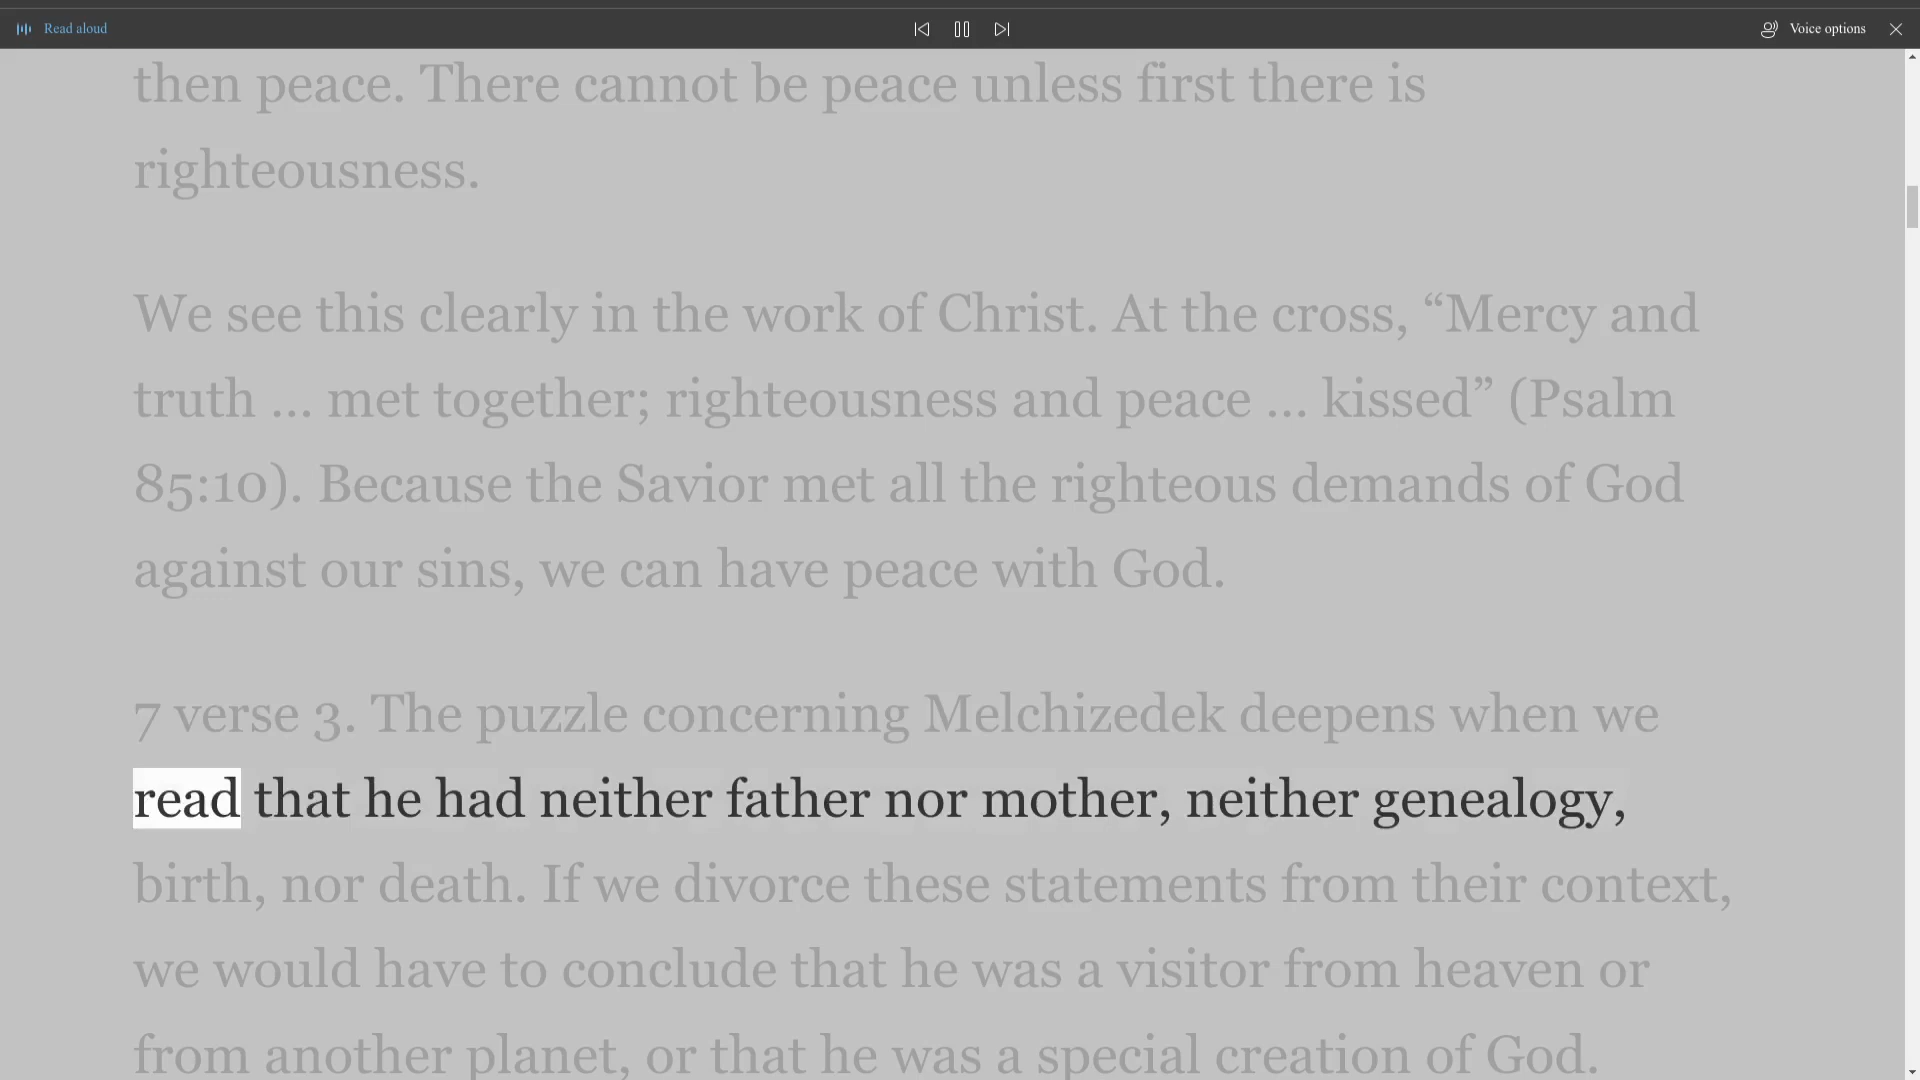 Read aloud
Voice options
then peace. There cannot be peace unless first there is
righteousness.
We see this clearly in the work of Christ. At the cross, “Mercy and
truth ... met together; righteousness and peace ... kissed” (Psalm
85:10). Because the Savior met all the righteous demands of God
against our sins, we can have peace with God.
7 verse 3. The puzzle concerning Melchizedek deepens when we
read that he had neither father nor mother, neither genealogy,
birth, nor death. If we divorce these statements from their context,
we would have to conclude that he was a visitor from heaven or
from another planet, or that he was a special creation of God.